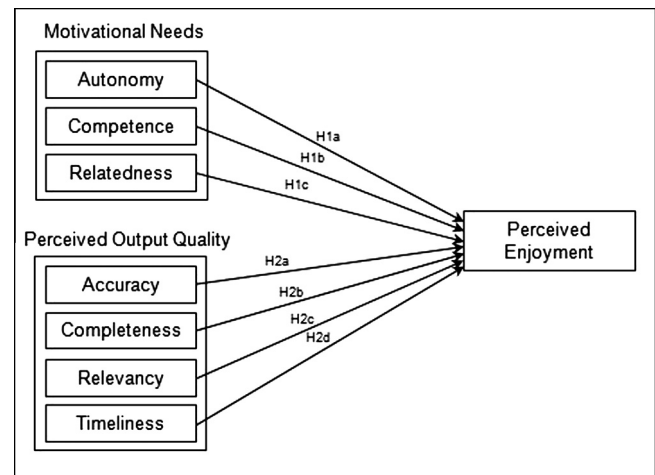 Motivational Needs
Autonomy
Competence
Relatedness
H1a
H1b
H1c
Perceived Output Quality
Accuracy
Completeness
Relevancy
Timeliness
H2a
H2b
H2c
H2d
Perceived
Enjoyment